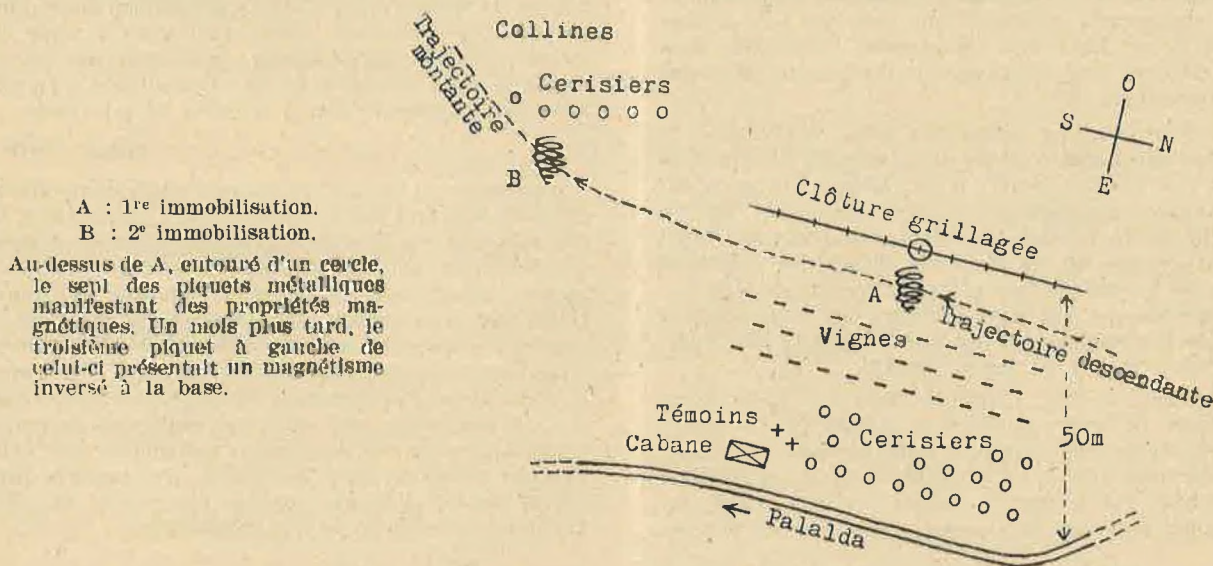 Collines
Trajectoire
montante
Cerisiers
B
O
S
N
E
A : 1re immobilisation.
B : 2e immobilisation.
Au-dessus de A, entouré d'un cercle,
le seul des piquets métalliques
manifestant des propriétés ma-
gnétiques. Un mois plus tard, le
troisième piquet à gauche de
celui-ci présentait un magnétisme
inversé à la base.
Clôture grillagée
A
Trajectoire descendante
Vignes
Témoins
Cabane
Cerisiers
50m
← Palalda